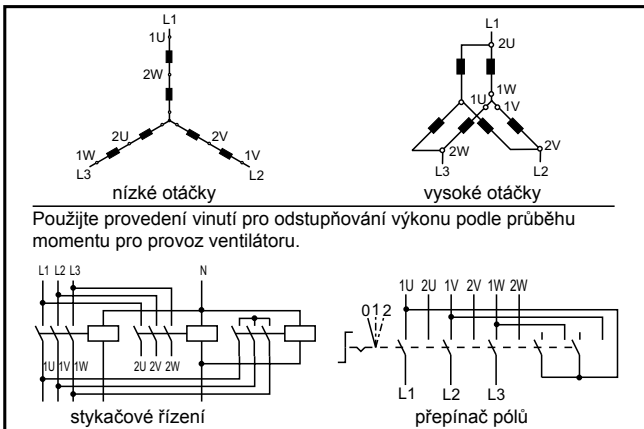 L1
1U
2W
2U
2V
1W
1V
L3
L2
nízké otáčky
L1
2U
1W
1U
1V
2W
2V
L3
L2
vysoké otáčky
Použijte provedení vinutí pro odstupňování výkonu podle průběhu
momentu pro provoz ventilátoru.
L1 L2 L3 N
1U 1V 1W 2U 2V 2W
stykačové řízení
1U 2U 1V 2V 1W 2W
0 1 2
L1 L2 L3
přepínač pólů